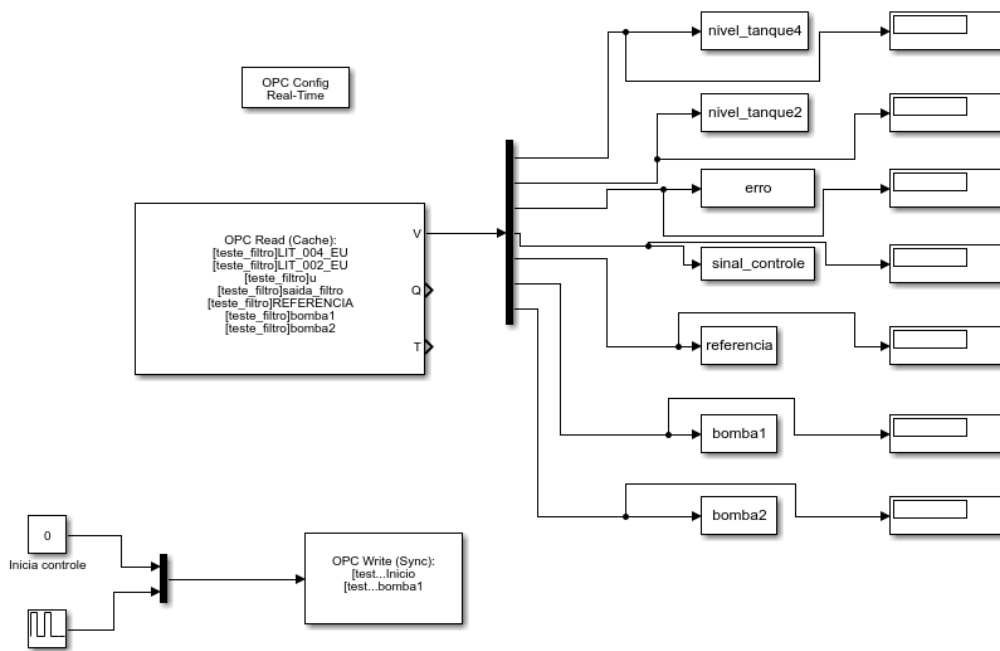 OPC Config
Real-Time
nivel_tanque4
nivel_tanque2
erro
sinal_controle
referencia
bomba1
bomba2
OPC Read (Cache):
[teste_filtro]LIT_004_EU
[teste_filtro]LIT_002_EU
[teste_filtro]u
[teste_filtro]saida_filtro
[teste_filtro]REFERENCIA
[teste_filtro]bomba1
[teste_filtro]bomba2
V
Q
T
0
Inicia controle
OPC Write (Sync):
[test...Inicio
[test...bomba1